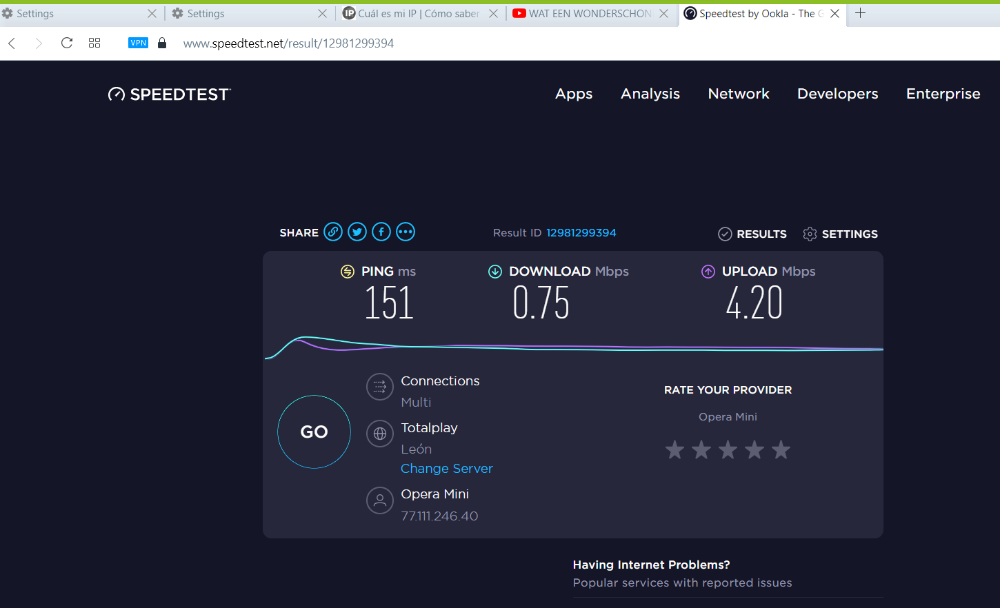 Settings
Settings
IP Cuál es mi IP | Cómo saber
WAT EEN WONDERSCHON
Speedtest by Ookla - The G
VPN
www.speedtest.net/result/12981299394
SPEEDTEST
Apps
Analysis
Network
Developers
Enterprise
SHARE
Result ID 12981299394
RESULTS
SETTINGS
PING ms
151
DOWNLOAD Mbps
0.75
UPLOAD Mbps
4.20
GO
Connections
Multi
Totalplay
León
Change Server
Opera Mini
77.111.246.40
RATE YOUR PROVIDER
Opera Mini
Having Internet Problems?
Popular services with reported issues